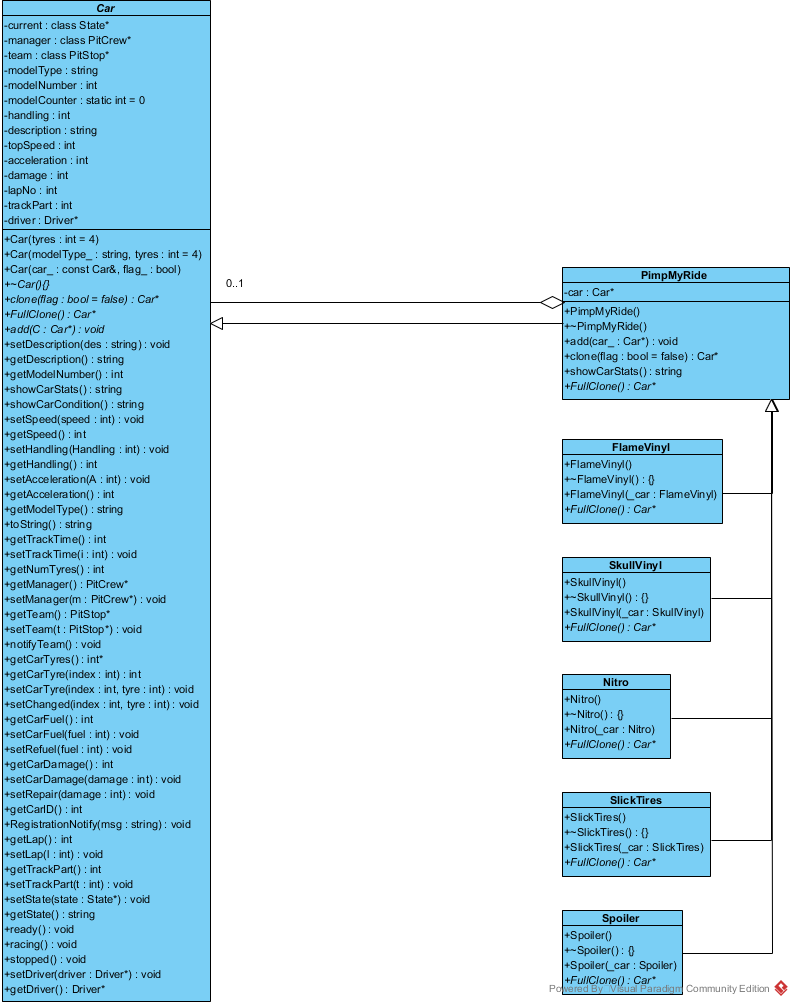 Car
-current : class State*
-manager : class PitCrew*
-team : class PitStop*
-modelType : string
-modelNumber : int
-modelCounter : static int = 0
-handling : int
-description : string
-topSpeed : int
-acceleration : int
-damage : int
-lapNo : int
-trackPart : int
-driver : Driver*
+Car(tyres : int = 4)
+Car(modelType_ : string, tyres : int = 4)
+Car(car_ : const Car&, flag_ : bool)
+~Car(){}
+clone(flag : bool = false) : Car*
+FullClone() : Car*
+add(C : Car*) : void
+setDescription(des : string) : void
+getDescription() : string
+getModelNumber() : int
+showCarStats() : string
+showCarCondition() : string
+setSpeed(speed : int) : void
+getSpeed() : int
+setHandling(Handling : int) : void
+getHandling() : int
+setAcceleration(A : int) : void
+getAcceleration() : int
+getModelType() : string
+toString() : string
+getTrackTime() : int
+setTrackTime(i : int) : void
+getNumTyres() : int
+getManager() : PitCrew*
+setManager(m : PitCrew*) : void
+getTeam() : PitStop*
+setTeam(t : PitStop*) : void
+notifyTeam() : void
+getCarTyres() : int*
+getCarTyre(index : int) : int
+setCarTyre(index : int, tyre : int) : void
+setChanged(index : int, tyre : int) : void
+getCarFuel() : int
+setCarFuel(fuel : int) : void
+setRefuel(fuel : int) : void
+getCarDamage() : int
+setCarDamage(damage : int) : void
+setRepair(damage : int) : void
+getCarID() : int
+RegistrationNotify(msg : string) : void
+getLap() : int
+setLap(l : int) : void
+getTrackPart() : int
+setTrackPart(t : int) : void
+setState(state : State*) : void
+getState() : string
+ready() : void
+racing() : void
+stopped() : void
+setDriver(driver : Driver*) : void
+getDriver() : Driver*
0..1
PimpMyRide
-car : Car*
+PimpMyRide()
+~PimpMyRide()
+add(car_ : Car*) : void
+clone(flag : bool = false) : Car*
+showCarStats() : string
+FullClone() : Car*
FlameVinyl
+FlameVinyl()
+~FlameVinyl() : {}
+FlameVinyl(_car : FlameVinyl)
+FullClone() : Car*
SkullVinyl
+SkullVinyl()
+~SkullVinyl() : {}
+SkullVinyl(_car : SkullVinyl)
+FullClone() : Car*
Nitro
+Nitro()
+~Nitro() : {}
+Nitro(_car : Nitro)
+FullClone() : Car*
SlickTires
+SlickTires()
+~SlickTires() : {}
+SlickTires(_car : SlickTires)
+FullClone() : Car*
Spoiler
+Spoiler()
+~Spoiler() : {}
+Spoiler(_car : Spoiler)
+FullClone() : Car*
Powered By Visual Paradigm Community Edition